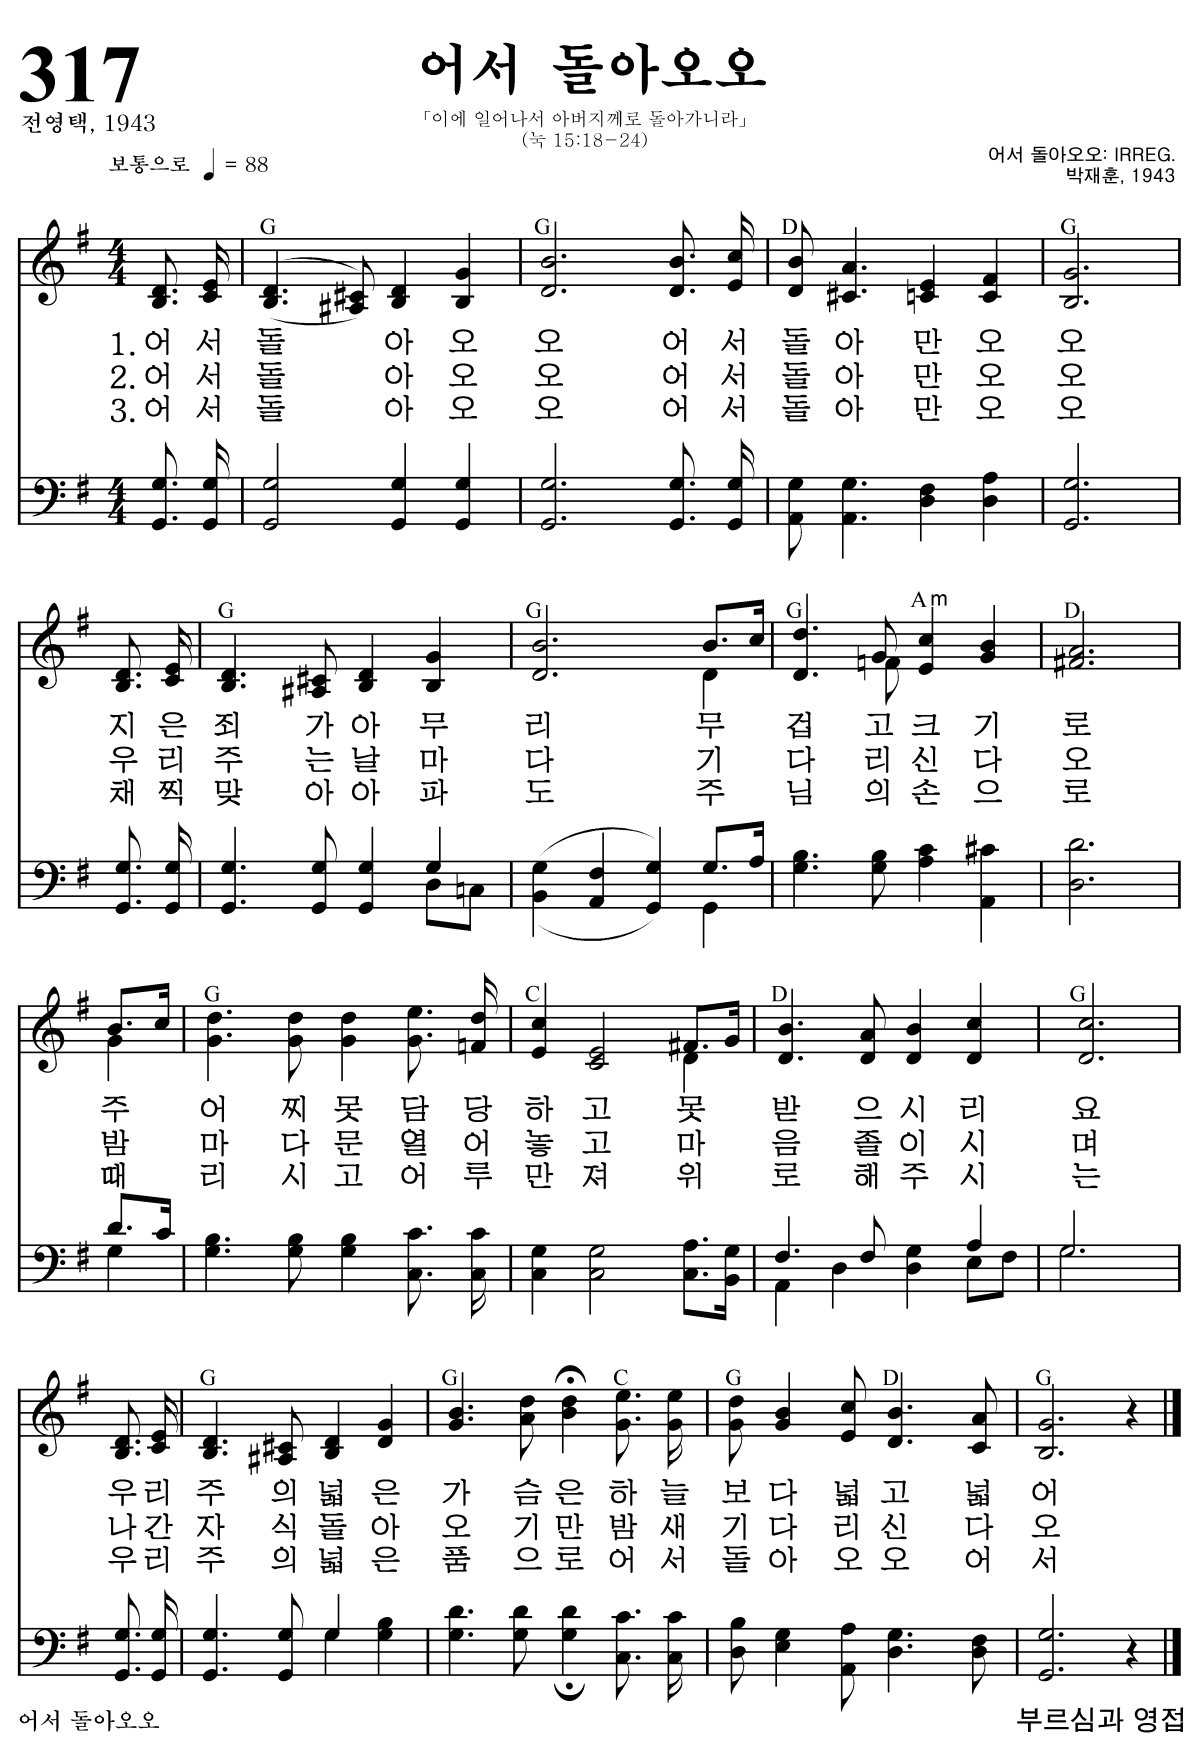 317
어서 돌아오오
전영택, 1943
「이에 일어나서 아버지께로 돌아가니라」
(눅 15:18-24)
보통으로 ♩ = 88
어서 돌아오오: IRREG.
박재훈, 1943
G G D G
1. 어 서 돌 아 오 오 어 서 돌 아 만 오 오
2. 어 서 돌 아 오 오 어 서 돌 아 만 오 오
3. 어 서 돌 아 오 오 어 서 돌 아 만 오 오
G G G Am D
지 은 죄 가 아 무 리 무 겁 고 크 기 로
우 리 주 는 날 마 다 기 다 리 신 다 오
채 찍 맞 아 아 파 도 주 님 의 손 으 로
G C D G
주 어 찌 못 담 당 하 고 못 받 으 시 리 요
밤 마 다 문 열 어 놓 고 마 음 졸 이 시 며
때 리 시 고 어 루 만 져 위 로 해 주 시 는
G G C G D G
우 리 주 의 넓 은 가 슴 은 하 늘 보 다 넓 고 넓 어
나 간 자 식 돌 아 오 기 만 밤 새 기 다 리 신 다 오
우 리 주 의 넓 은 품 으 로 어 서 돌 아 오 오 어 서
어서 돌아오오
부르심과 영접